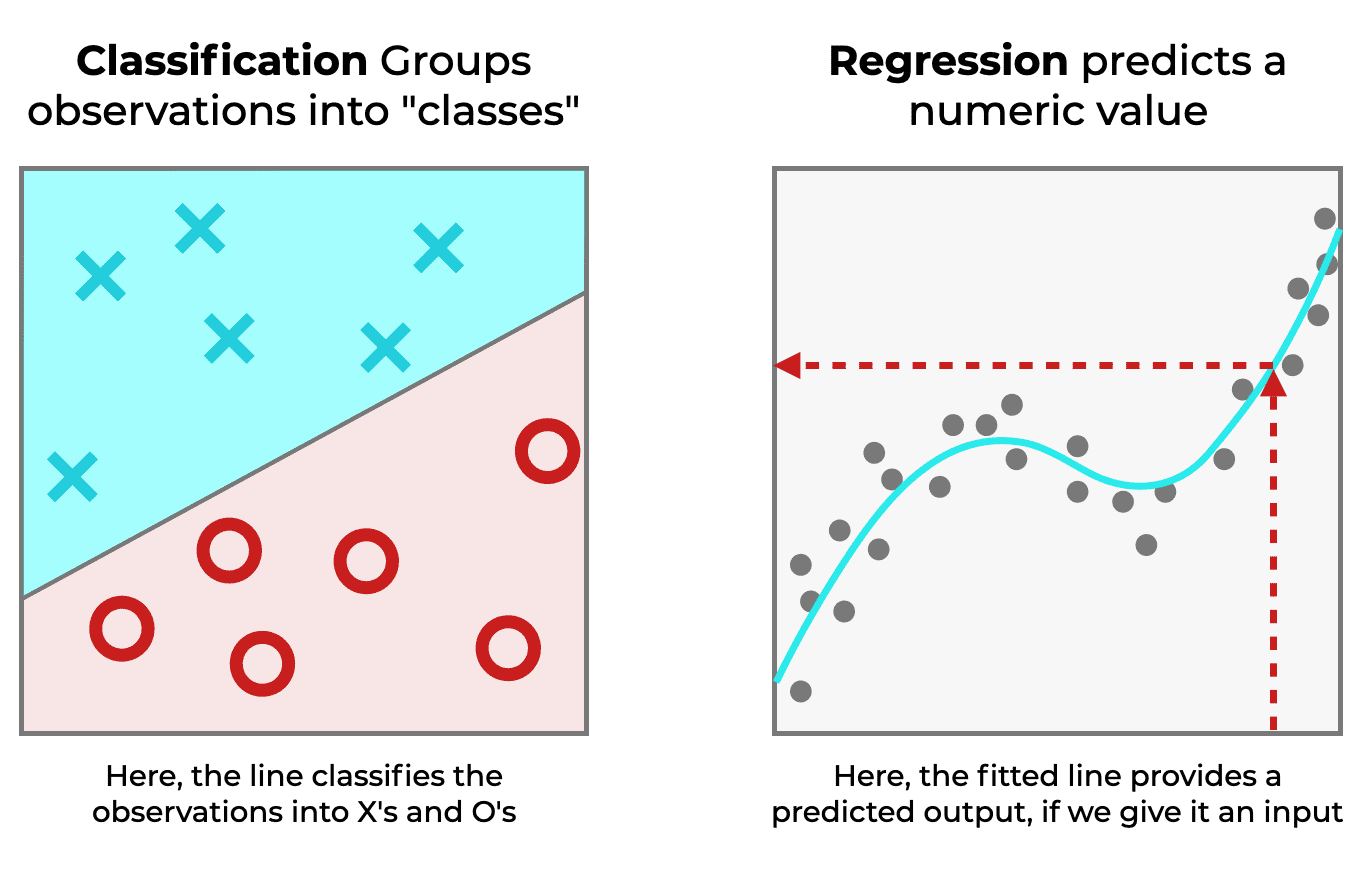 Classification Groups
observations into "classes"
Regression predicts a
numeric value
Here, the line classifies the
observations into X's and O's
Here, the fitted line provides a
predicted output, if we give it an input